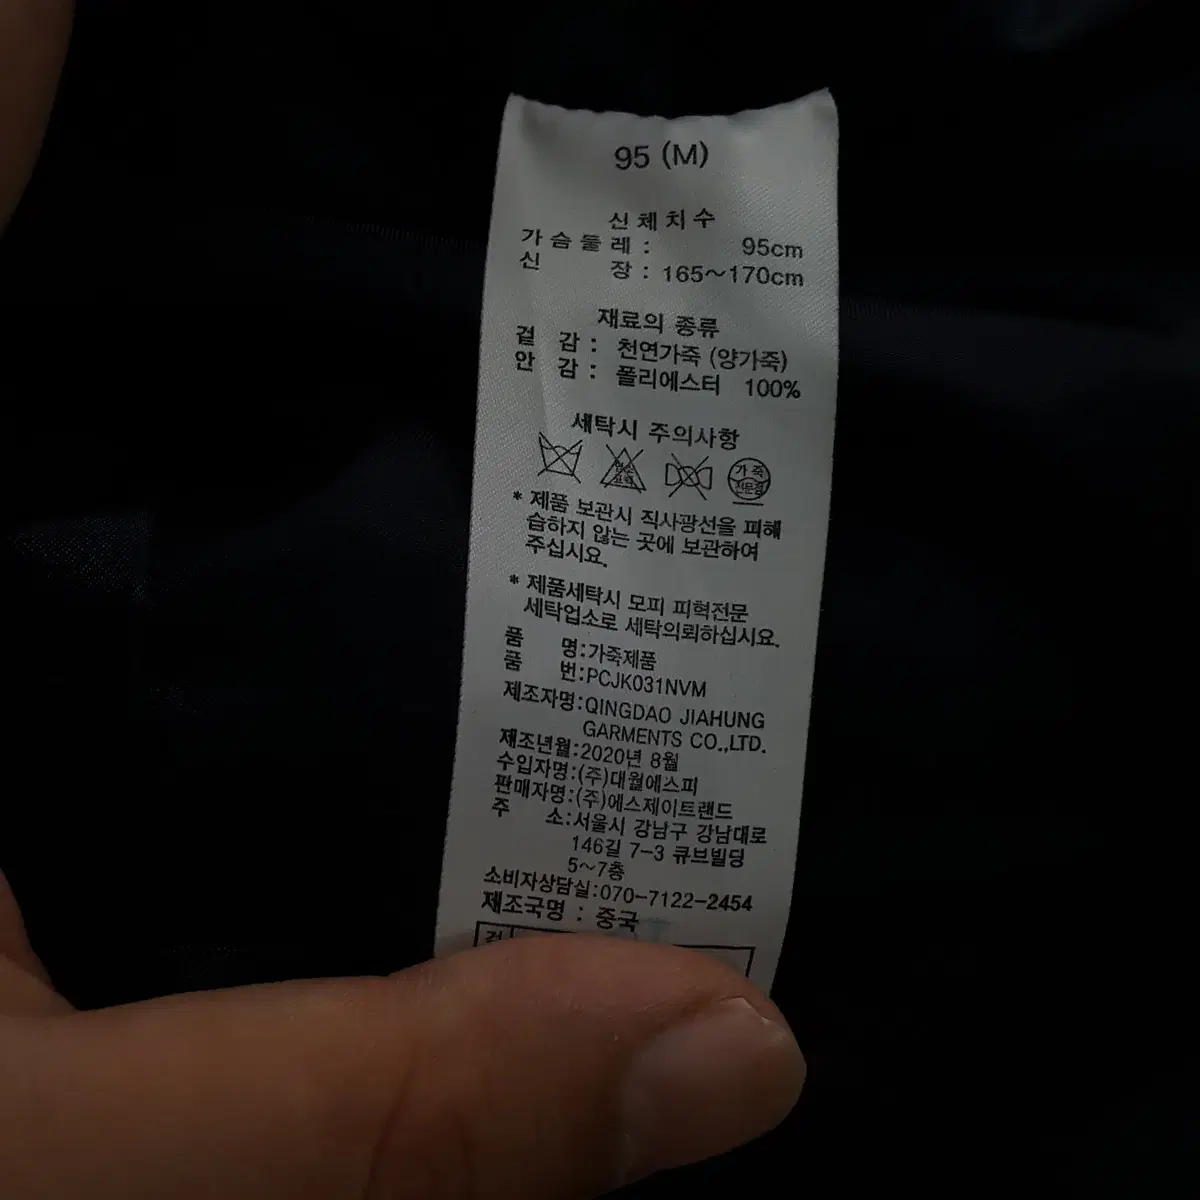 95 (M)
신체치수
가슴둘레 : 95cm
신 장 : 165~170cm
재료의 종류
겉 감 : 천연가죽 (양가죽)
안 감 : 폴리에스터 100%
세탁시 주의사항
염소 표백
가죽 전문점
* 제품 보관시 직사광선을 피해
습하지 않는 곳에 보관하여
주십시요.
* 제품세탁시 모피 피혁전문
세탁업소로 세탁의뢰하십시요.
품 명:가죽제품
품 번:PCJK031NVM
제조자명:QINGDAO JIAHUNG
GARMENTS CO.,LTD.
제조년월:2020년 8월
수입자명:(주)대월에스피
판매자명:(주)에스제이트랜드
주 소:서울시 강남구 강남대로
146길 7-3 큐브빌딩
5~7층
소비자상담실:070-7122-2454
제조국명 : 중국